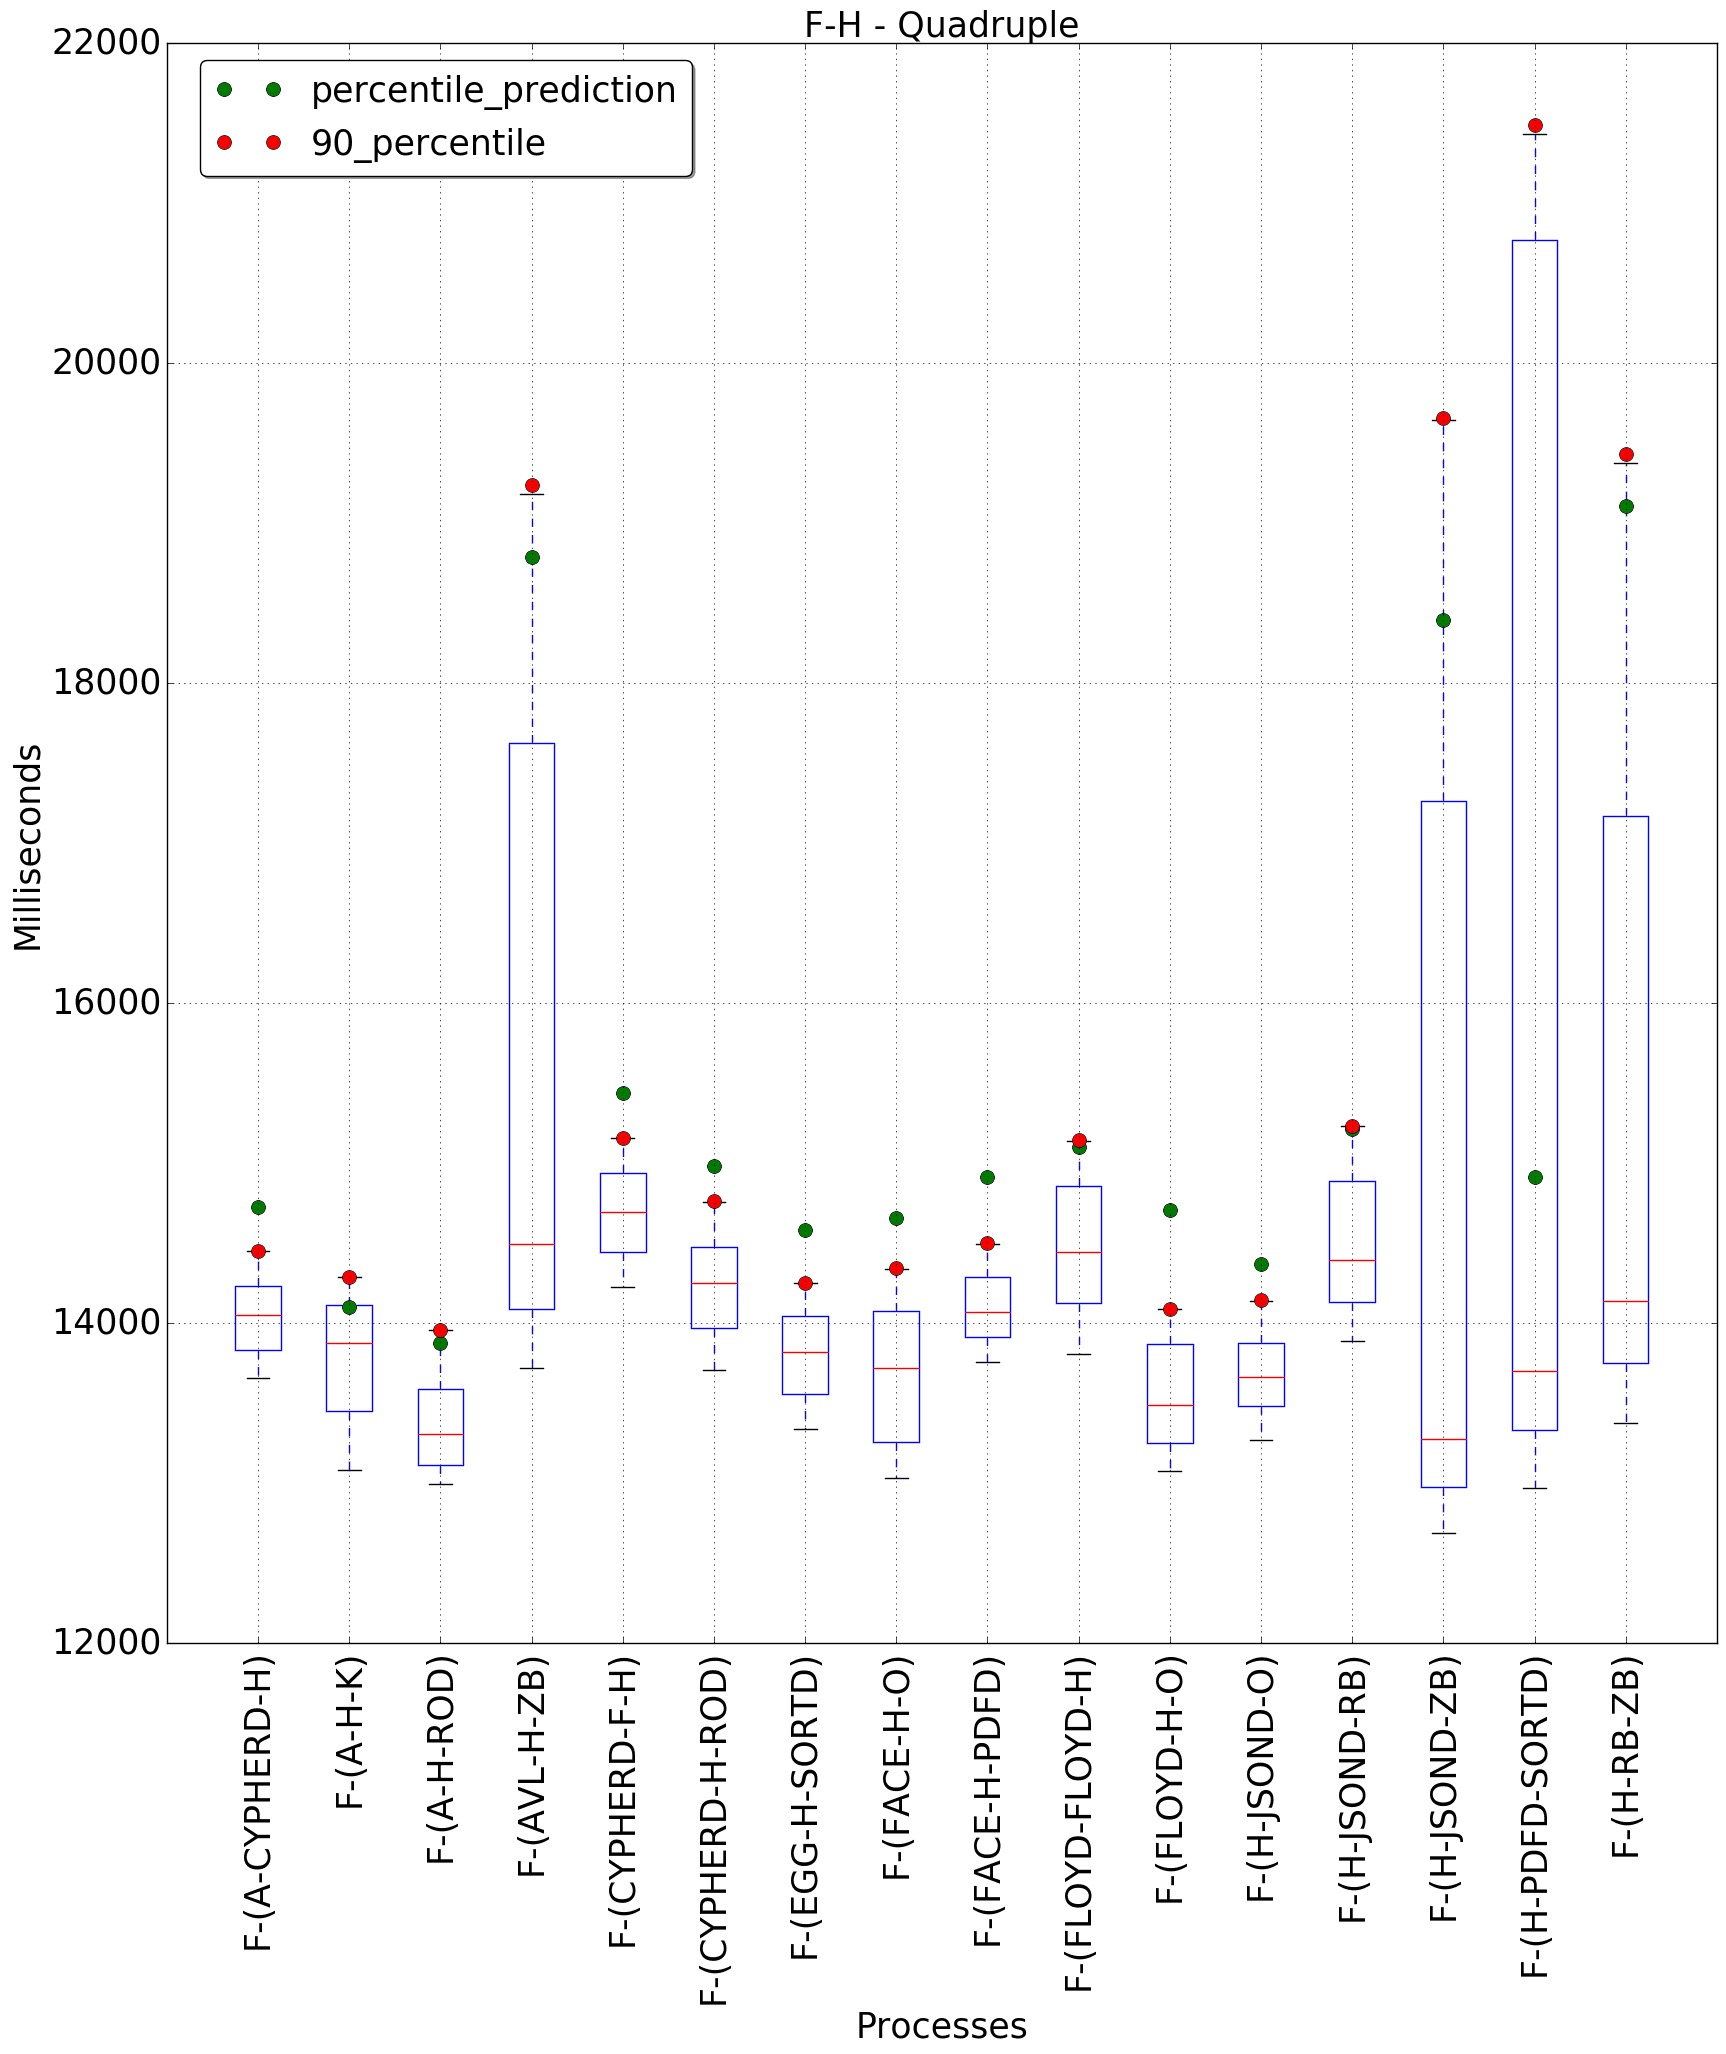 F-H - Quadruple
percentile_prediction
90_percentile
22000
20000
18000
16000
14000
12000
Milliseconds
F-(A-CYPHERD-H)
F-(A-H-K)
F-(A-H-ROD)
F-(AVL-H-ZB)
F-(CYPHERD-F-H)
F-(CYPHERD-H-ROD)
F-(EGG-H-SORTD)
F-(FACE-H-O)
F-(FACE-H-PDFD)
F-(FLOYD-FLOYD-H)
F-(FLOYD-H-O)
F-(H-JSOND-O)
F-(H-JSOND-RB)
F-(H-JSOND-ZB)
F-(H-PDFD-SORTD)
F-(H-RB-ZB)
Processes